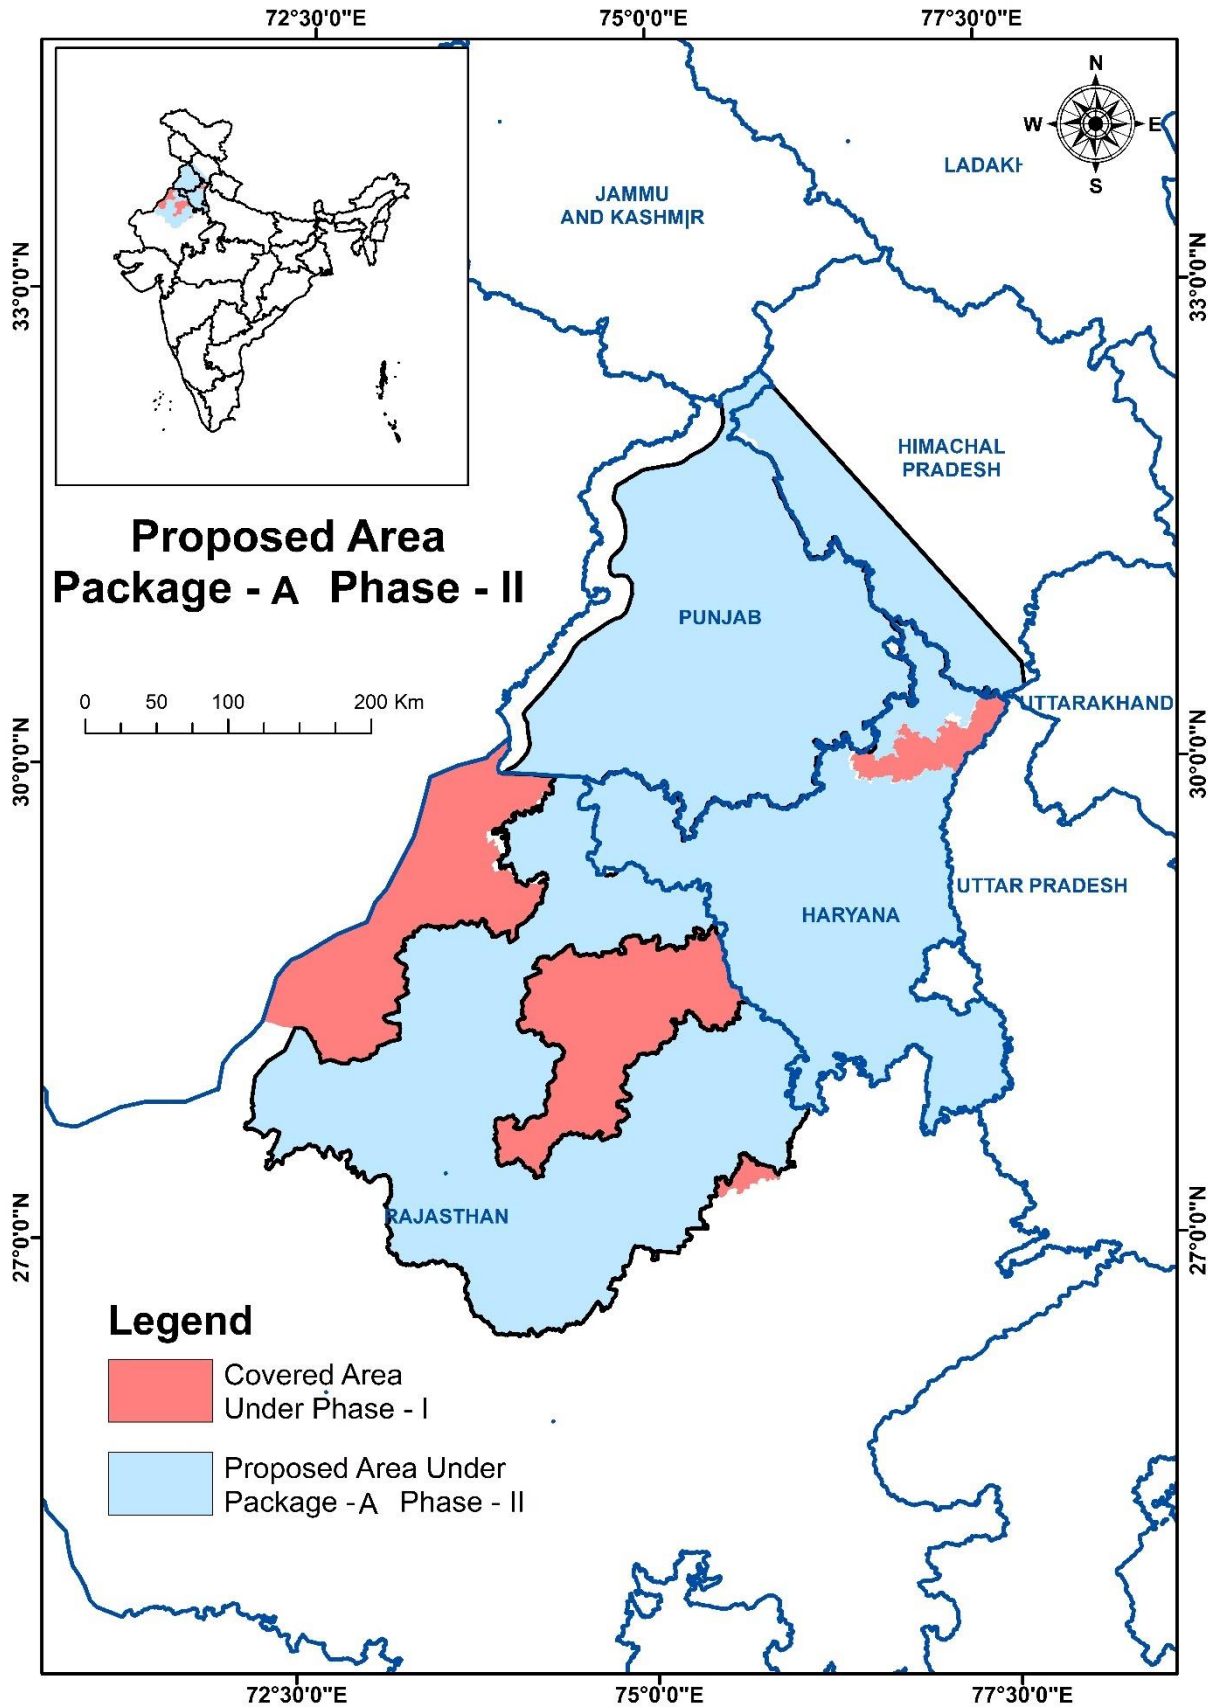 72°30'0"E
75°0'0"E
77°30'0"E
N
W
E
S
LADAKH
JAMMU
AND KASHMIR
33°0'0"N
33°0'0"N
HIMACHAL
PRADESH
Proposed Area
Package - A Phase - II
PUNJAB
0 50 100 200 Km
UTTARAKHAND
30°0'0"N
30°0'0"N
UTTAR PRADESH
HARYANA
RAJASTHAN
27°0'0"N
27°0'0"N
Legend
Covered Area
Under Phase - I
Proposed Area Under
Package -A Phase - II
72°30'0"E
75°0'0"E
77°30'0"E